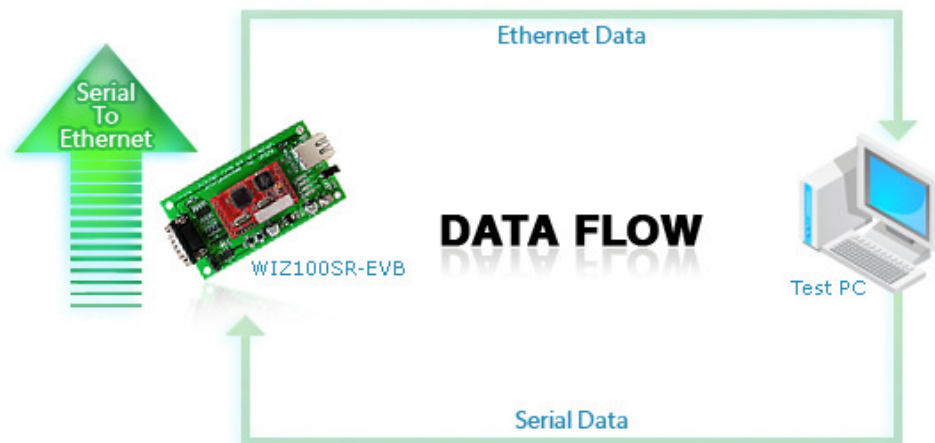 Ethernet Data
Serial
To
Ethernet
DATA FLOW
WIZ100SR-EVB
Test PC
Serial Data